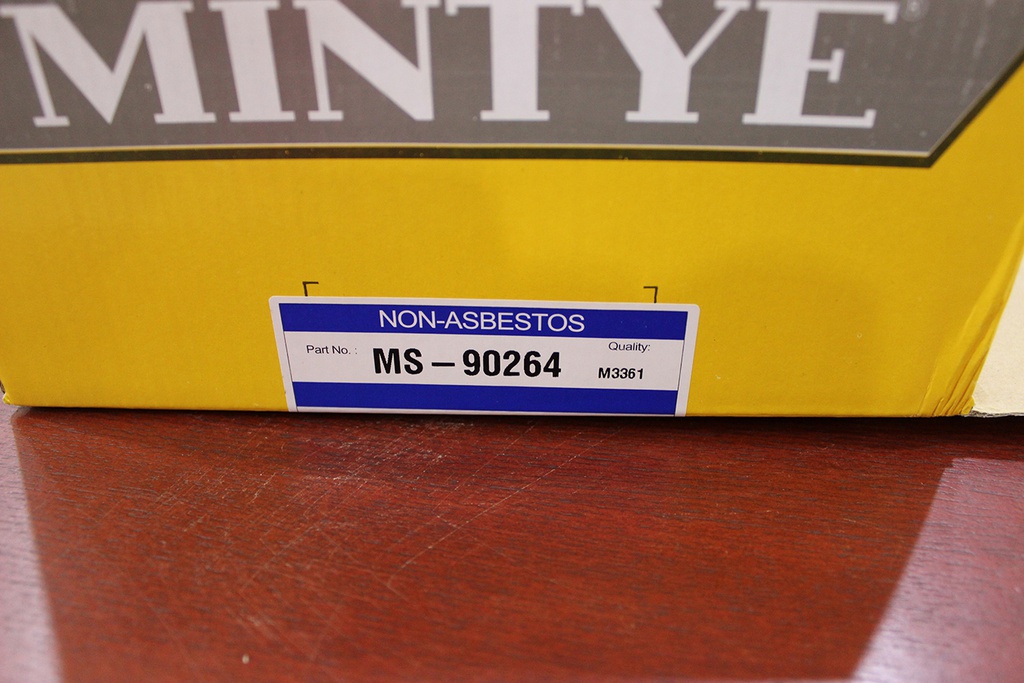 MINTYE®
NON-ASBESTOS
Part No. :
MS – 90264
Quality:
M3361